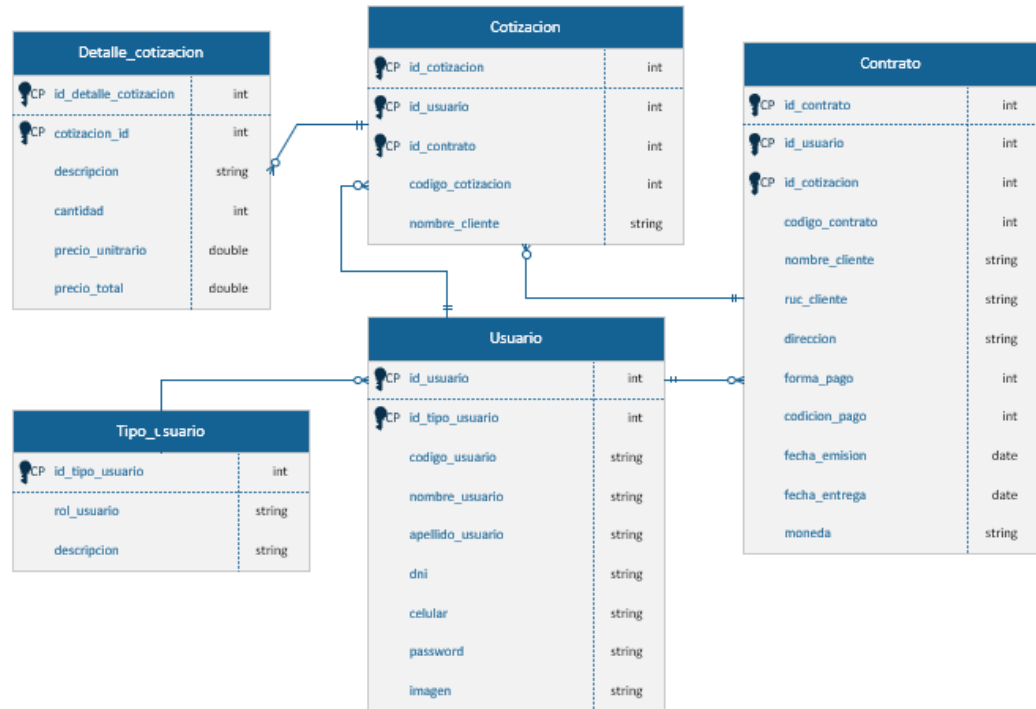 Detalle_cotizacion
CP id_detalle_cotizacion int
CP cotizacion_id int
descripcion string
cantidad int
precio_unitrario double
precio_total double
Cotizacion
CP id_cotizacion int
CP id_usuario int
CP id_contrato int
codigo_cotizacion int
nombre_cliente string
Contrato
CP id_contrato int
CP id_usuario int
CP id_cotizacion int
codigo_contrato int
nombre_cliente string
ruc_cliente string
direccion string
forma_pago int
codicion_pago int
fecha_emision date
fecha_entrega date
moneda string
Tipo_usuario
CP id_tipo_usuario int
rol_usuario string
descripcion string
Usuario
CP id_usuario int
CP id_tipo_usuario int
codigo_usuario string
nombre_usuario string
apellido_usuario string
dni string
celular string
password string
imagen string